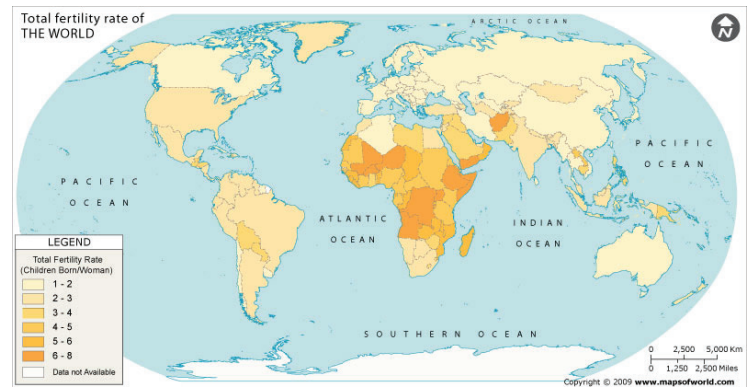 Total fertility rate of
THE WORLD
ARCTIC OCEAN
N
PACIFIC
OCEAN
PACIFIC
OCEAN
ATLANTIC
OCEAN
INDIAN
OCEAN
SOUTHERN OCEAN
LEGEND
Total Fertility Rate
(Children Born/Woman)
1 - 2
2 - 3
3 - 4
4 - 5
5 - 6
6 - 8
Data not Available
0 2,500 5,000 Km
0 1,250 2,500 Miles
Copyright © 2009 www.mapsofworld.com